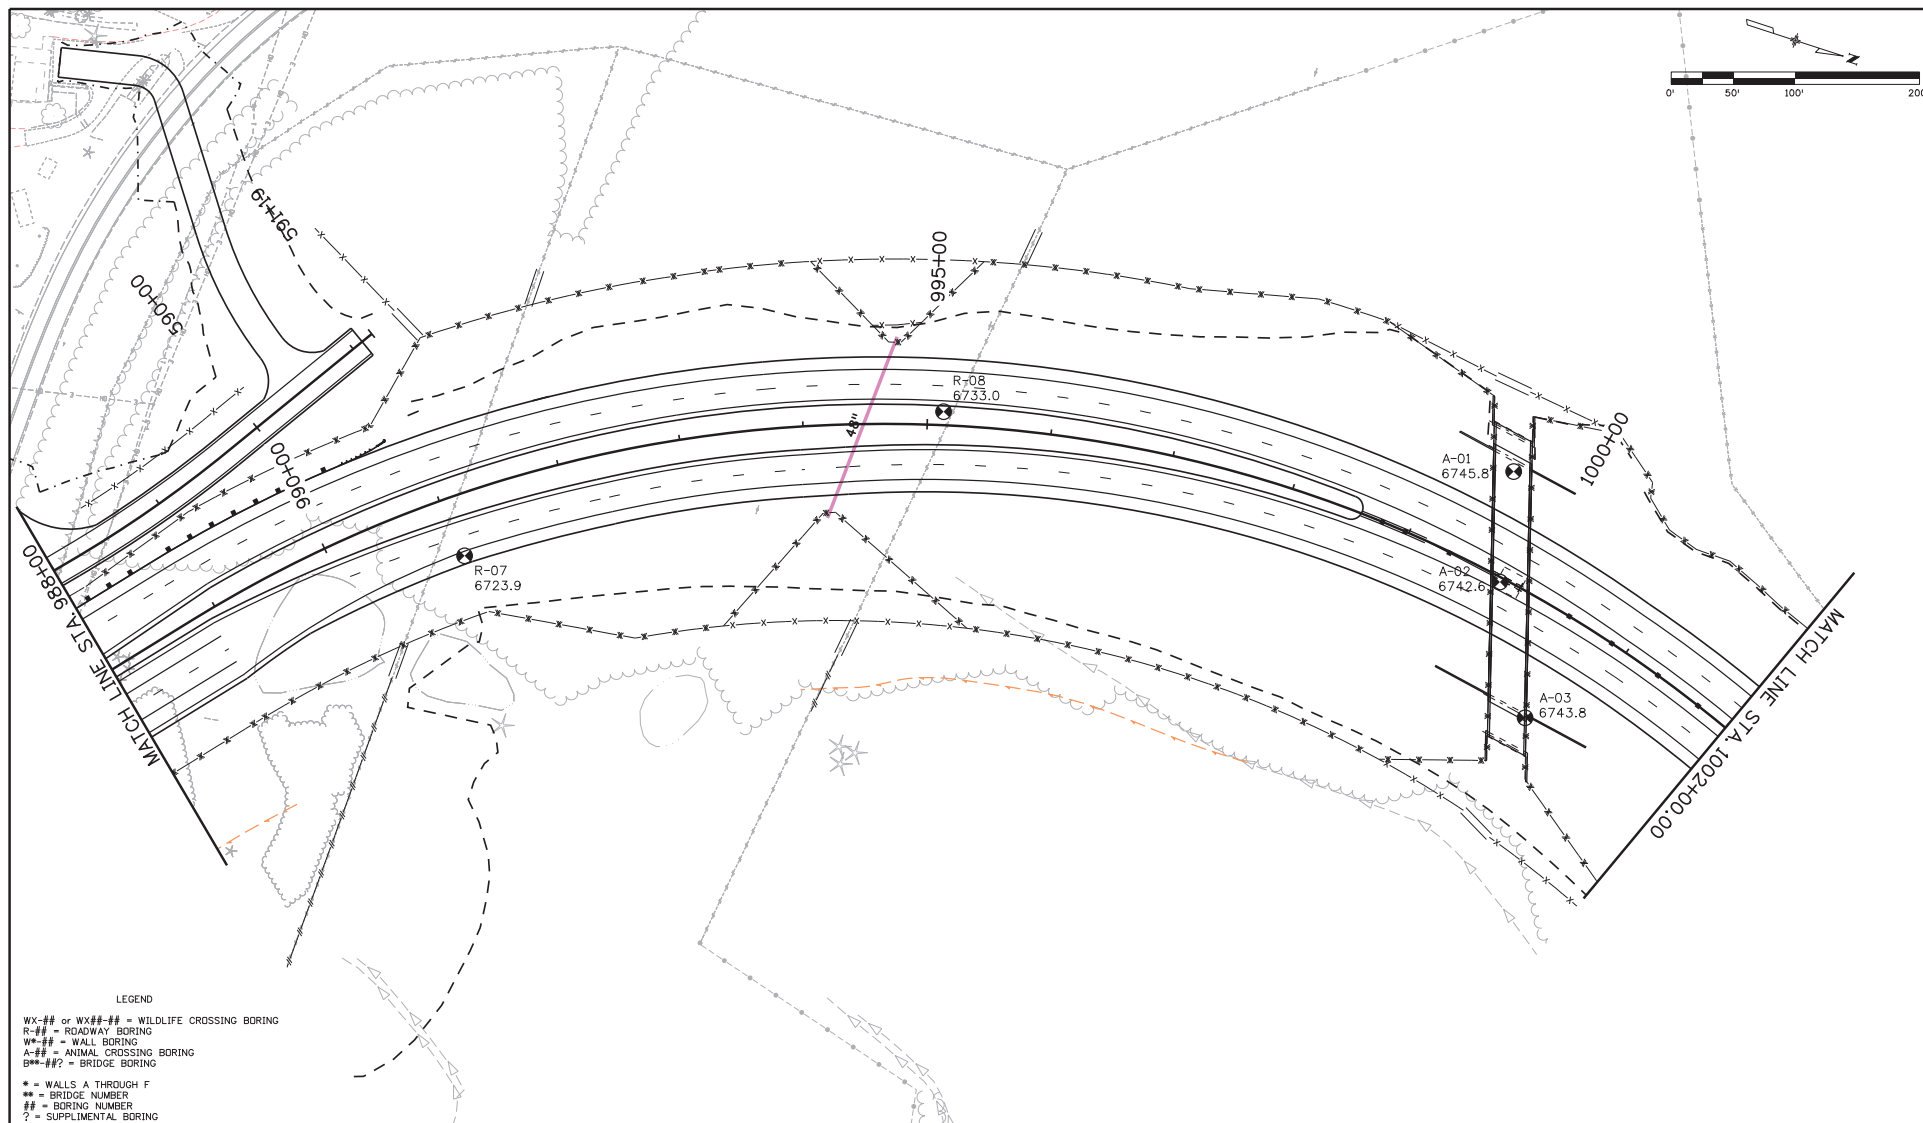 N
0' 50' 100' 200
591+19
590+00
995+00
R-08
6733.0
48"
990+00
A-01
6745.8
1000+00
R-07
6723.9
A-02
6742.6
A-03
6743.8
MATCH LINE STA. 988+00
MATCH LINE STA. 1002+00.00
LEGEND
WX-## or WX##-## = WILDLIFE CROSSING BORING
R-## = ROADWAY BORING
W*-## = WALL BORING
A-## = ANIMAL CROSSING BORING
B**-##? = BRIDGE BORING
* = WALLS A THROUGH F
** = BRIDGE NUMBER
## = BORING NUMBER
? = SUPPLIMENTAL BORING